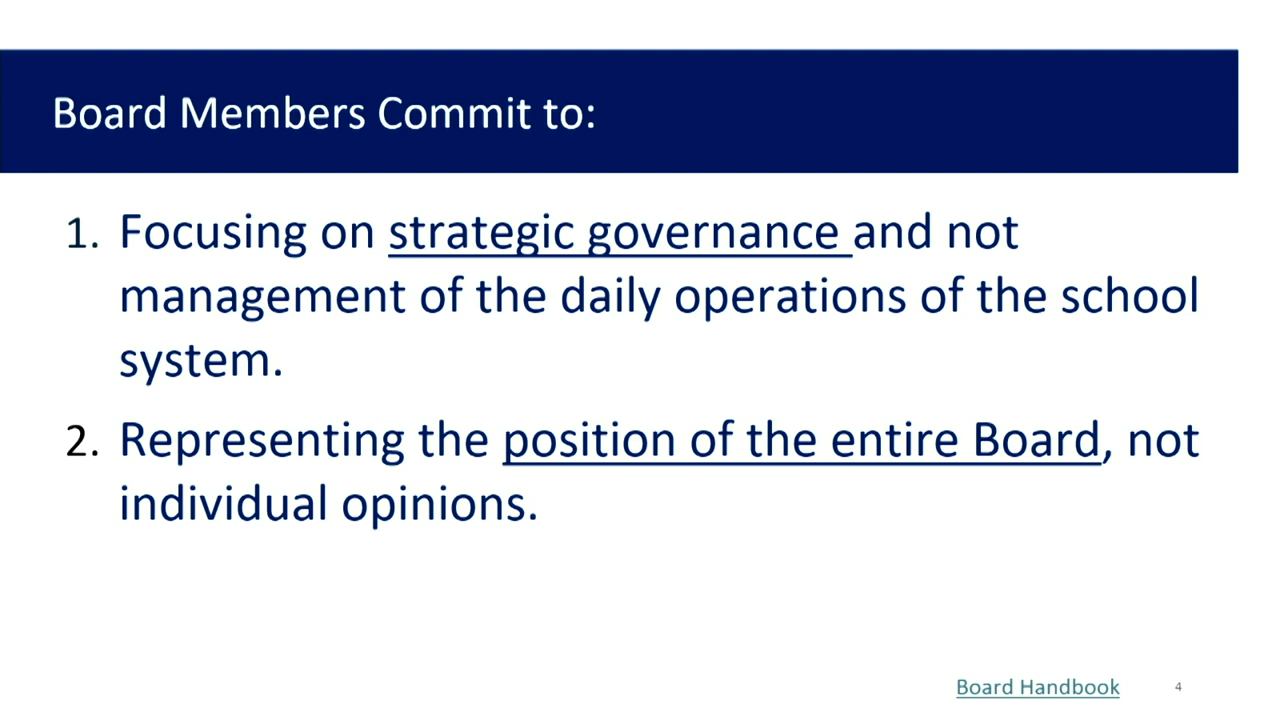 Board Members Commit to:
1. Focusing on strategic governance and not
management of the daily operations of the school
system.
2. Representing the position of the entire Board, not
individual opinions.
Board Handbook
4